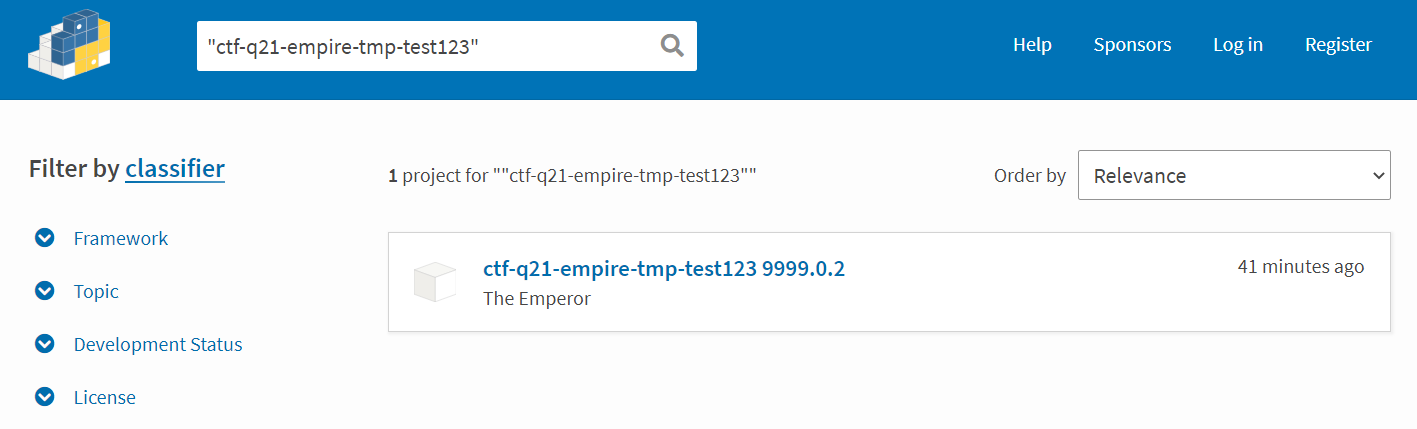 "ctf-q21-empire-tmp-test123"
Help Sponsors Log in Register
Filter by classifier
Framework
Topic
Development Status
License
1 project for ""ctf-q21-empire-tmp-test123""
Order by Relevance
ctf-q21-empire-tmp-test123 9999.0.2
41 minutes ago
The Emperor